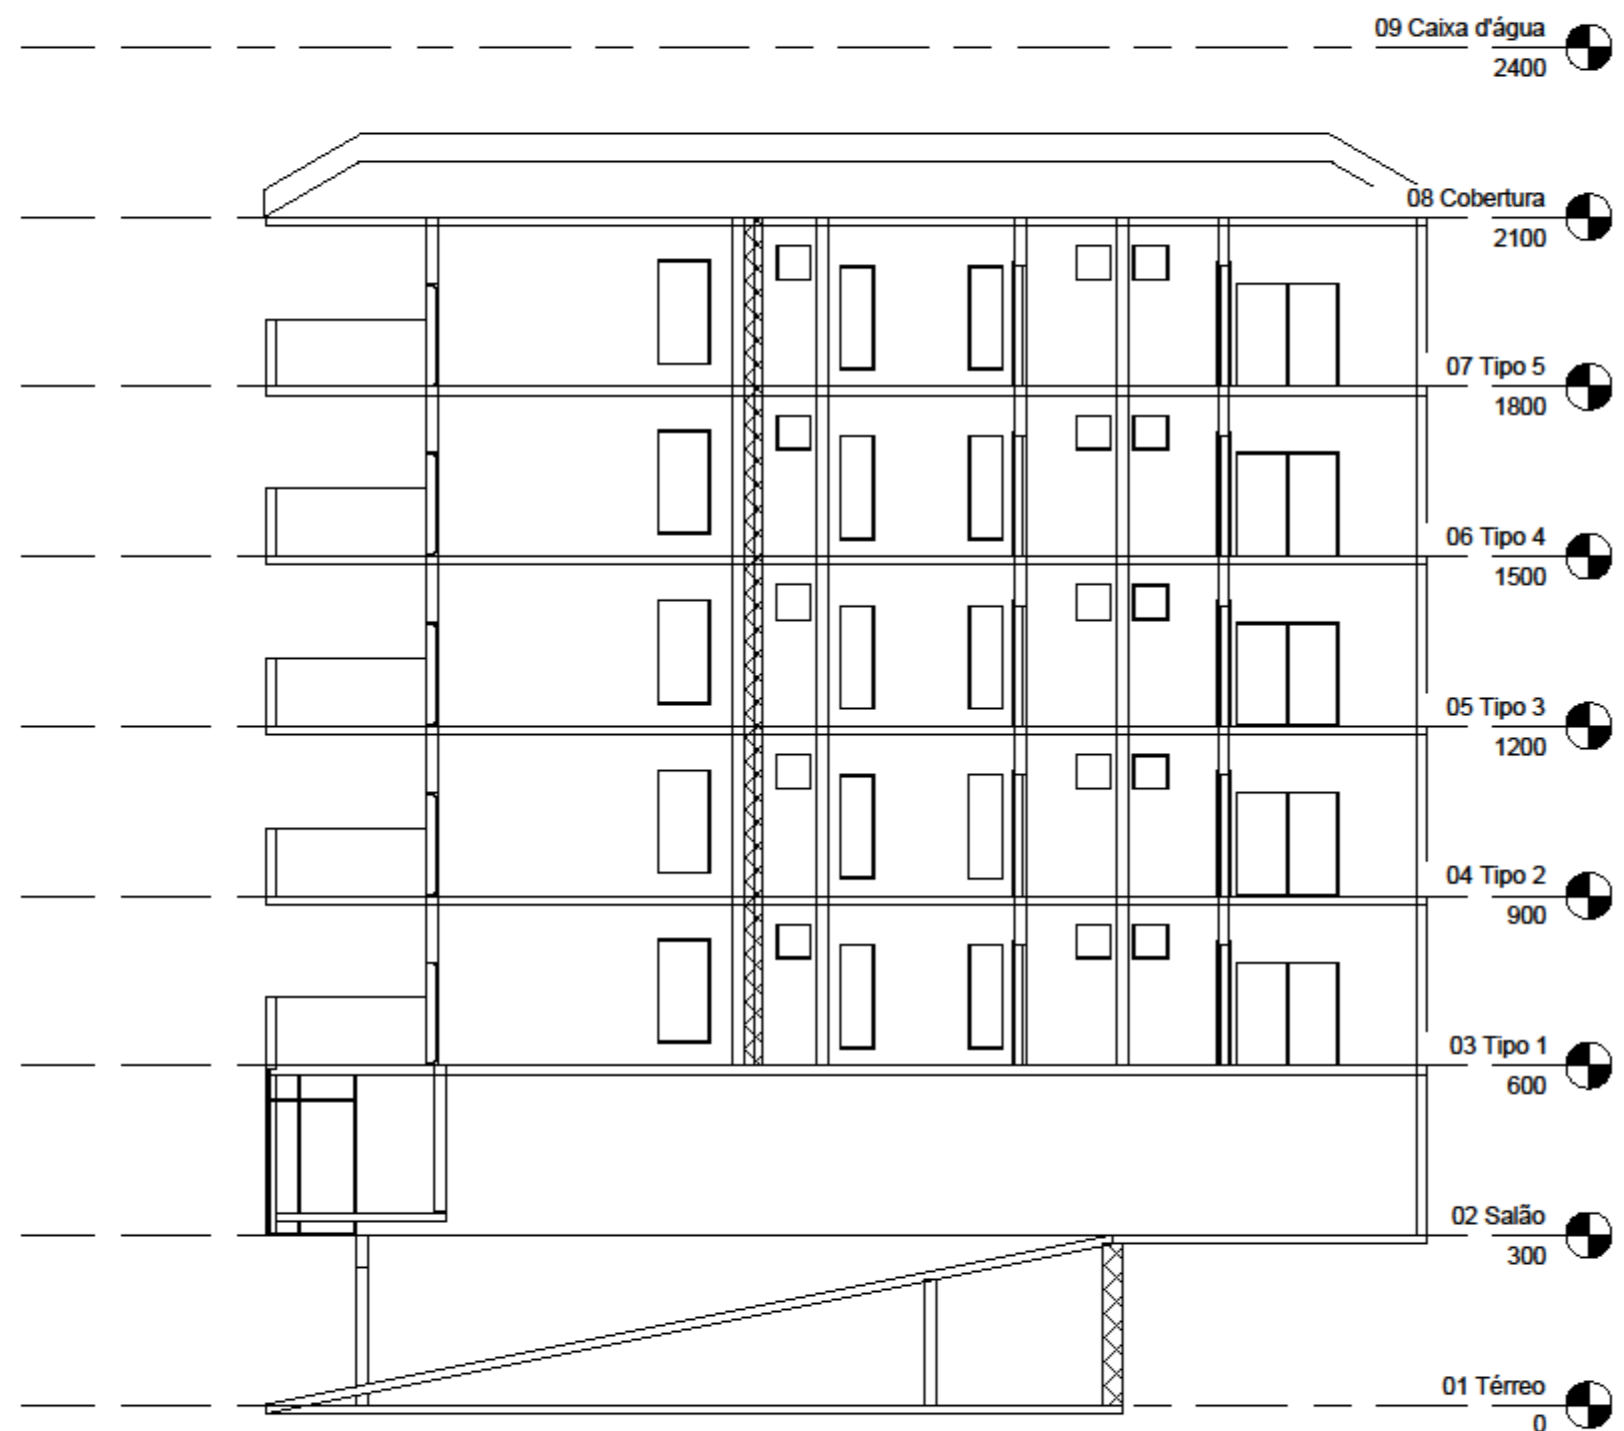 09 Caixa d'água
2400
08 Cobertura
2100
07 Tipo 5
1800
06 Tipo 4
1500
05 Tipo 3
1200
04 Tipo 2
900
03 Tipo 1
600
02 Salão
300
01 Térreo
0